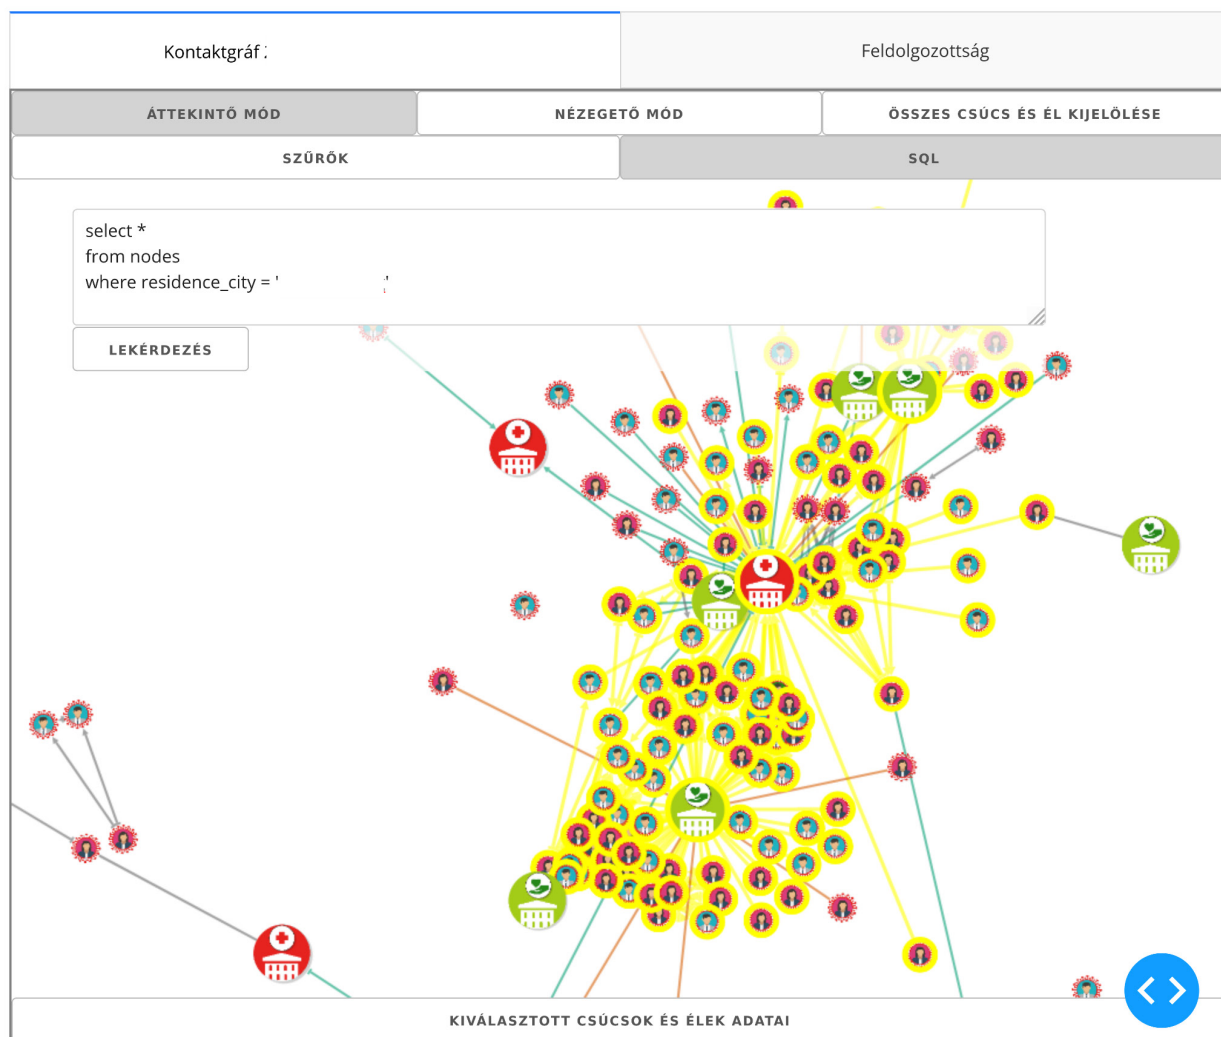 Kontaktgráf
Feldolgozottság
ÁTTEKINTŐ MÓD
NÉZEGETŐ MÓD
ÖSSZES CSÚCS ÉS ÉL KIJELÖLÉSE
SZŰRŐK
SQL
select *
from nodes
where residence_city = ' '
LEKÉRDEZÉS
KIVÁLASZTOTT CSÚCSOK ÉS ÉLEK ADATAI